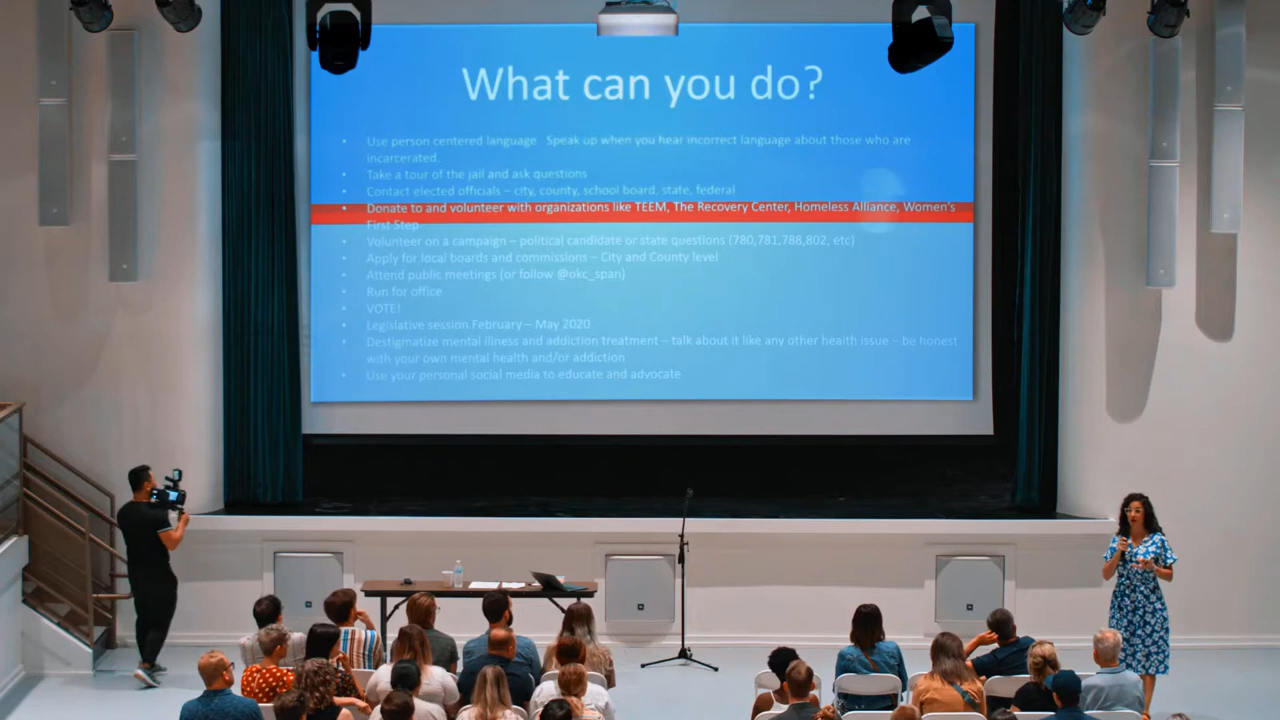 What can you do?
• Use person centered language Speak up when you hear incorrect language about those who are
incarcerated.
• Take a tour of the jail and ask questions
• Contact elected officials – city, county, school board, state, federal
• Donate to and volunteer with organizations like TEEM, The Recovery Center, Homeless Alliance, Women's
First Step
• Volunteer on a campaign – political candidate or state questions (780,781,788,802, etc)
• Apply for local boards and commissions – City and County level
• Attend public meetings (or follow @okc_span)
• Run for office
• VOTE!
• Legislative session February – May 2020
• Destigmatize mental illness and addiction treatment – talk about it like any other health issue – be honest
with your own mental health and/or addiction
• Use your personal social media to educate and advocate